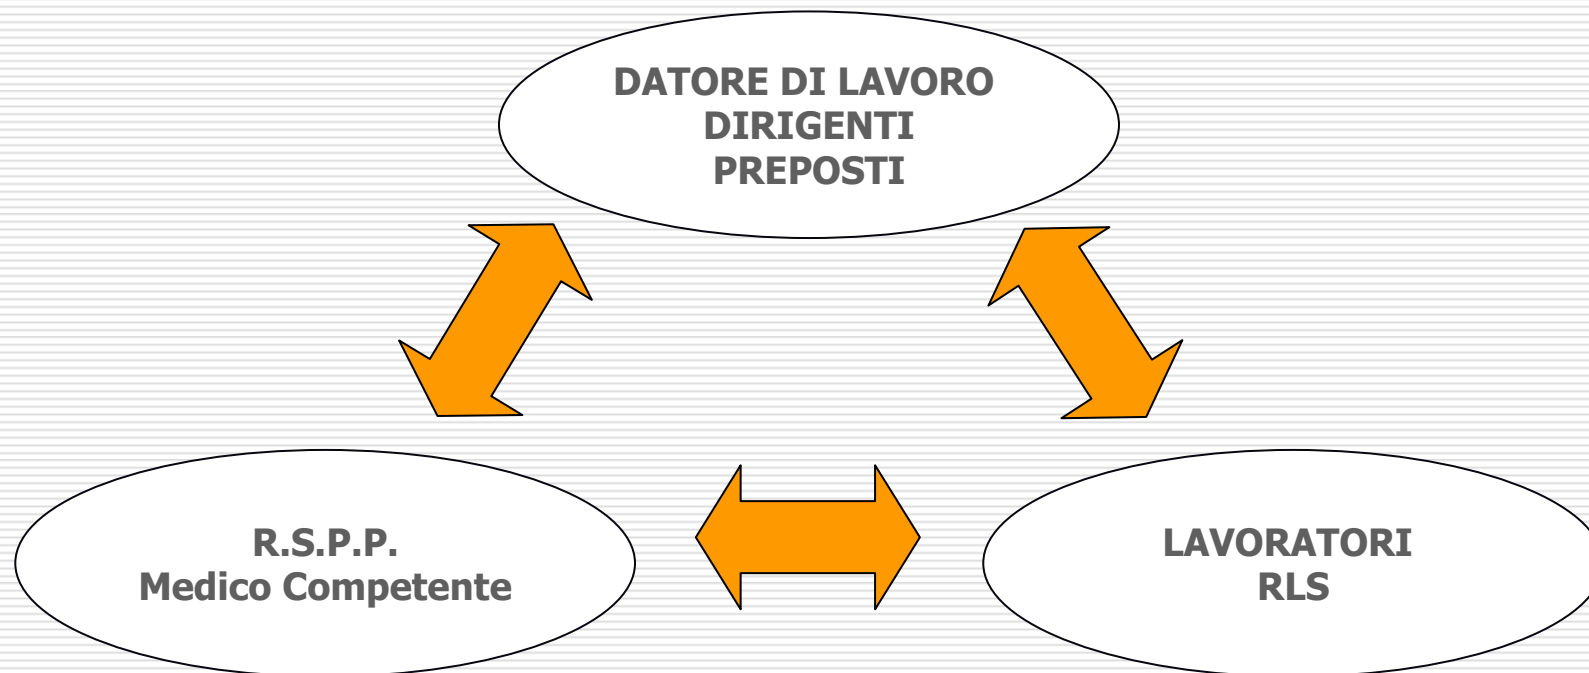 DATORE DI LAVORO
DIRIGENTI
PREPOSTI
R.S.P.P.
Medico Competente
LAVORATORI
RLS